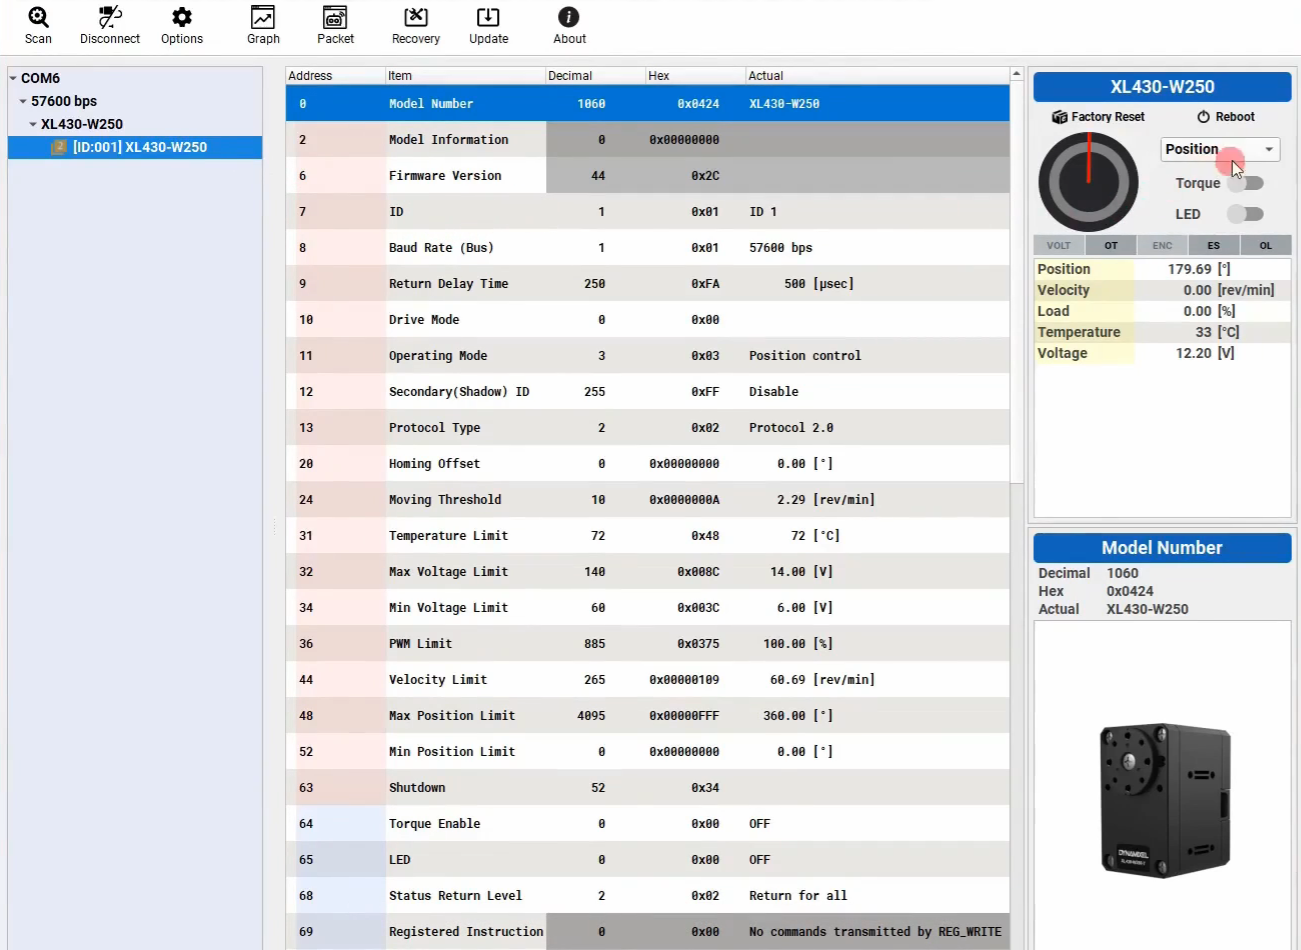 Scan Disconnect Options Graph Packet Recovery Update About
COM6
57600 bps
XL430-W250
2 [ID:001] XL430-W250
Address Item Decimal Hex Actual
0 Model Number 1060 0x0424 XL430-W250
2 Model Information 0 0x00000000
6 Firmware Version 44 0x2C
7 ID 1 0x01 ID 1
8 Baud Rate (Bus) 1 0x01 57600 bps
9 Return Delay Time 250 0xFA 500 [µsec]
10 Drive Mode 0 0x00
11 Operating Mode 3 0x03 Position control
12 Secondary(Shadow) ID 255 0xFF Disable
13 Protocol Type 2 0x02 Protocol 2.0
20 Homing Offset 0 0x00000000 0.00 [°]
24 Moving Threshold 10 0x0000000A 2.29 [rev/min]
31 Temperature Limit 72 0x48 72 [°C]
32 Max Voltage Limit 140 0x008C 14.00 [V]
34 Min Voltage Limit 60 0x003C 6.00 [V]
36 PWM Limit 885 0x0375 100.00 [%]
44 Velocity Limit 265 0x00000109 60.69 [rev/min]
48 Max Position Limit 4095 0x00000FFF 360.00 [°]
52 Min Position Limit 0 0x00000000 0.00 [°]
63 Shutdown 52 0x34
64 Torque Enable 0 0x00 OFF
65 LED 0 0x00 OFF
68 Status Return Level 2 0x02 Return for all
69 Registered Instruction 0 0x00 No commands transmitted by REG_WRITE
XL430-W250
Factory Reset Reboot
Position
Torque
LED
VOLT OT ENC ES OL
Position 179.69 [°]
Velocity 0.00 [rev/min]
Load 0.00 [%]
Temperature 33 [°C]
Voltage 12.20 [V]
Model Number
Decimal 1060
Hex 0x0424
Actual XL430-W250
DYNAMIXEL